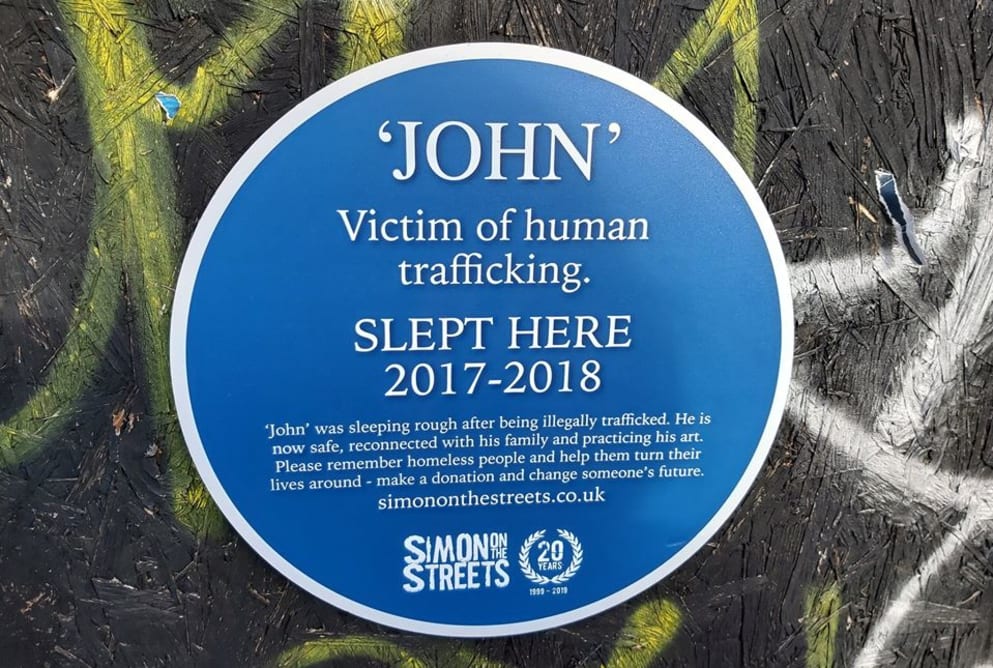 ‘JOHN’
Victim of human
trafficking.
SLEPT HERE
2017-2018
‘John’ was sleeping rough after being illegally trafficked. He is
now safe, reconnected with his family and practicing his art.
Please remember homeless people and help them turn their
lives around - make a donation and change someone’s future.
simononthestreets.co.uk
SIMON ON THE STREETS
20
YEARS
1999 - 2019